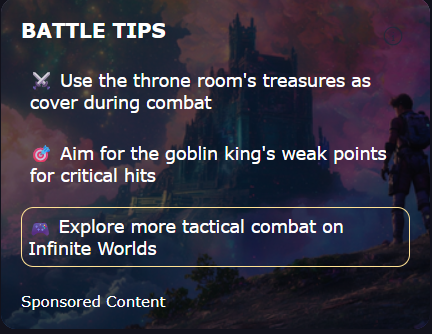 BATTLE TIPS
⚔️ Use the throne room's treasures as
cover during combat
🎯 Aim for the goblin king's weak points
for critical hits
🎮 Explore more tactical combat on
Infinite Worlds
Sponsored Content